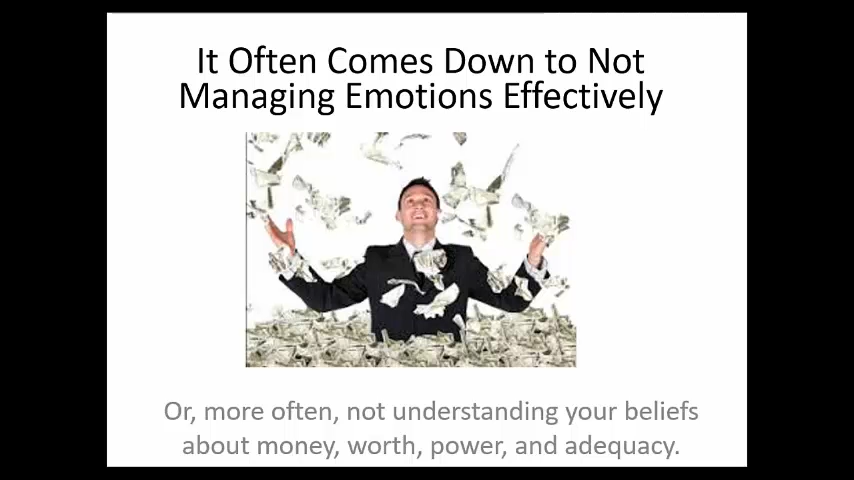 It Often Comes Down to Not
Managing Emotions Effectively
Or, more often, not understanding your beliefs
about money, worth, power, and adequacy.